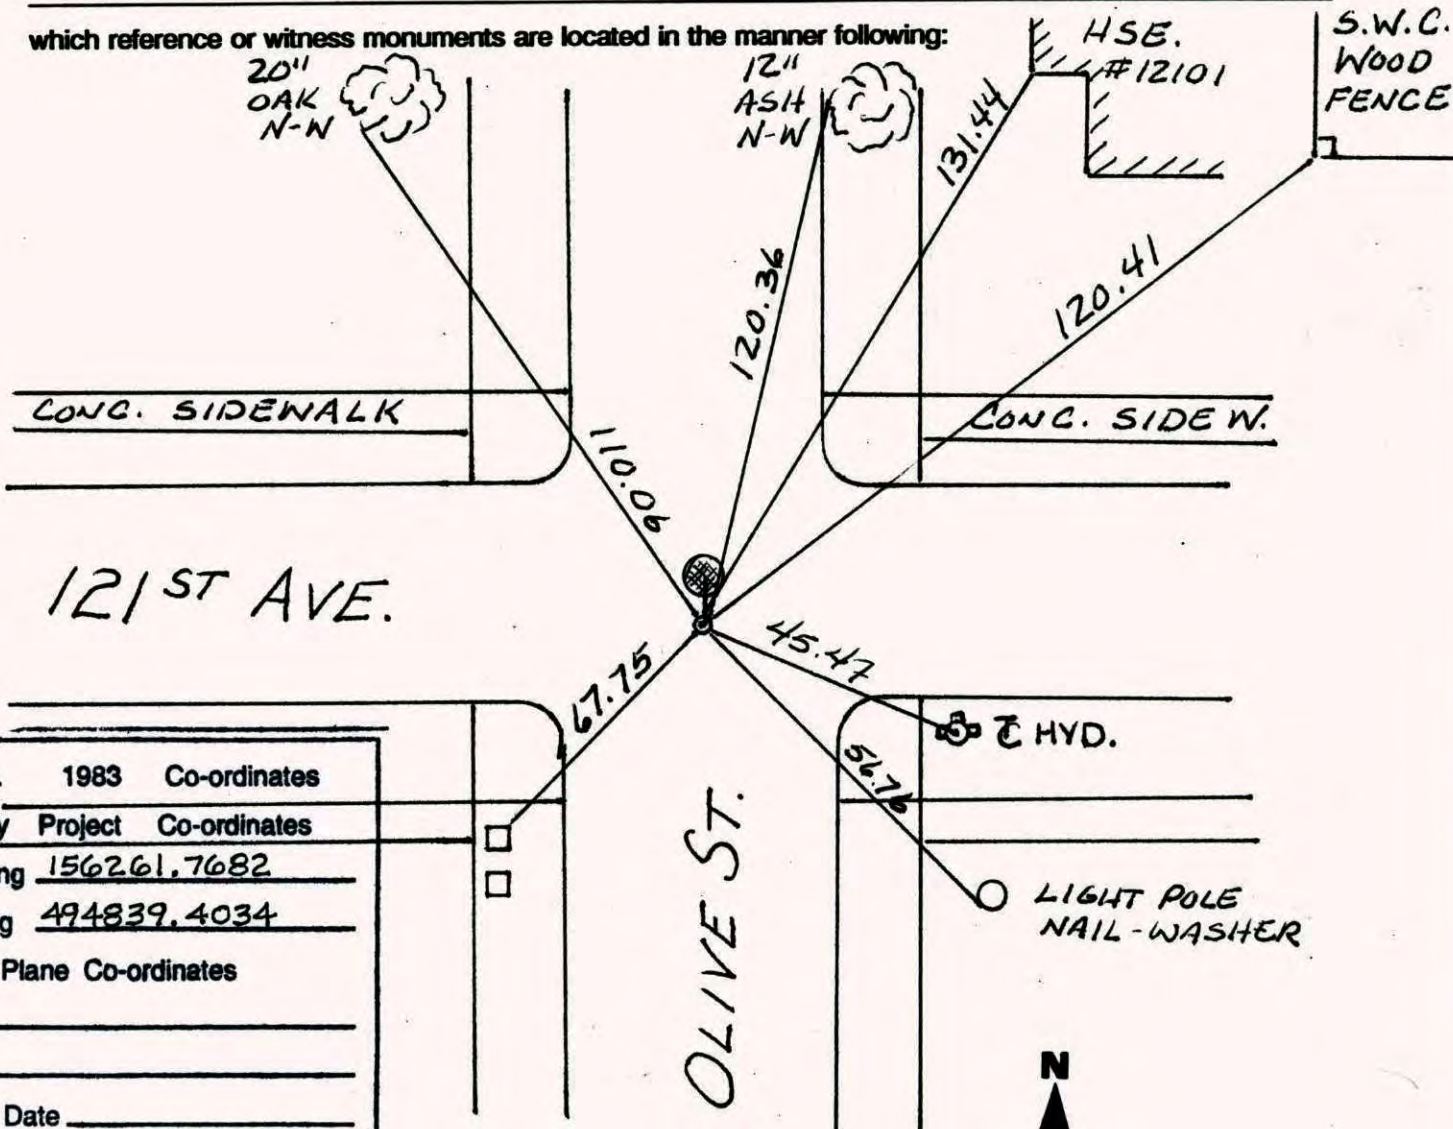 which reference or witness monuments are located in the manner following:
20"
OAK
N-W
12"
ASH
N-W
HSE.
#12101
S.W.C.
WOOD
FENCE
131.44
120.36
120.41
CONC. SIDEWALK
CONC. SIDE W.
110.06
121ST AVE.
67.75
45.47
HYD.
56.76
1983 Co-ordinates
y Project Co-ordinates
ng 156261.7682
g 494839.4034
Plane Co-ordinates
Date
OLIVE ST.
LIGHT POLE
NAIL-WASHER
N